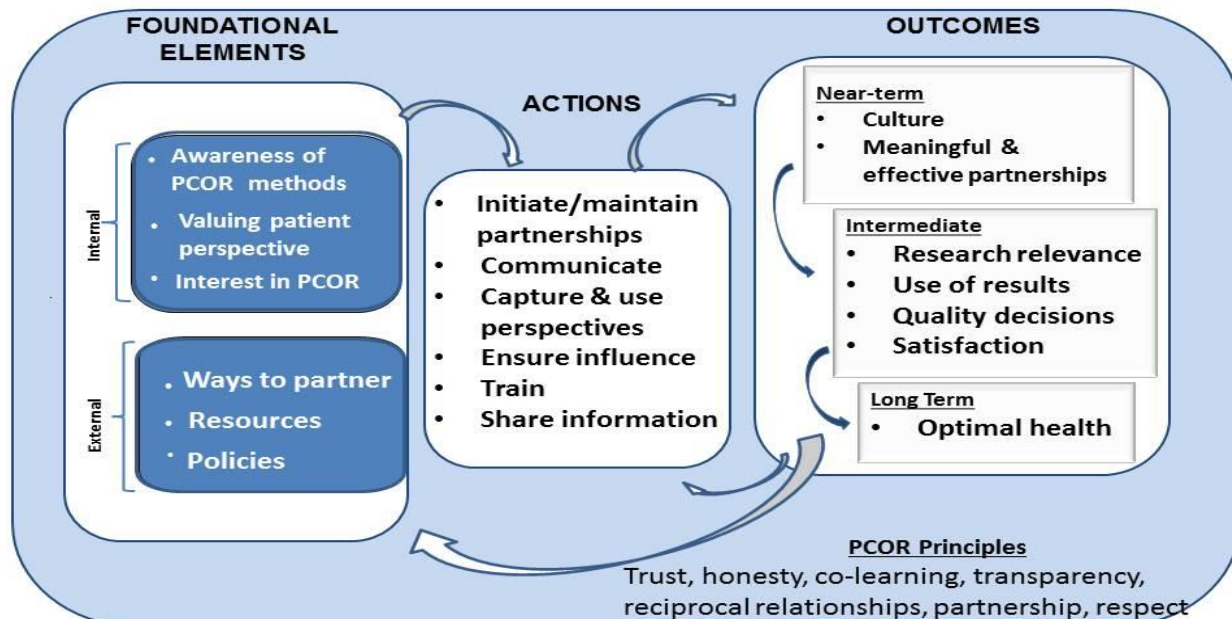 FOUNDATIONAL
ELEMENTS
Internal
• Awareness of
PCOR methods
• Valuing patient
perspective
• Interest in PCOR
External
• Ways to partner
• Resources
• Policies
ACTIONS
• Initiate/maintain
partnerships
• Communicate
• Capture & use
perspectives
• Ensure influence
• Train
• Share information
OUTCOMES
Near-term
• Culture
• Meaningful &
effective partnerships
Intermediate
• Research relevance
• Use of results
• Quality decisions
• Satisfaction
Long Term
• Optimal health
PCOR Principles
Trust, honesty, co-learning, transparency,
reciprocal relationships, partnership, respect